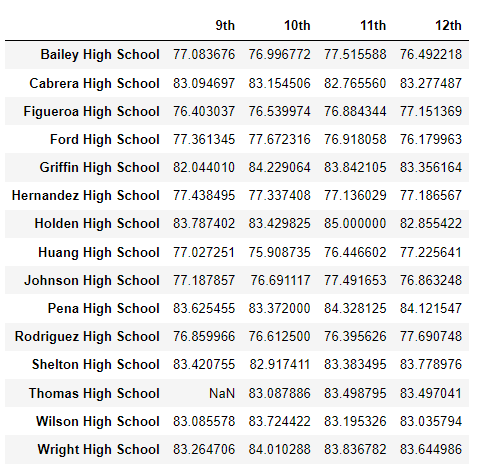 9th 10th 11th 12th
Bailey High School 77.083676 76.996772 77.515588 76.492218
Cabrera High School 83.094697 83.154506 82.765560 83.277487
Figueroa High School 76.403037 76.539974 76.884344 77.151369
Ford High School 77.361345 77.672316 76.918058 76.179963
Griffin High School 82.044010 84.229064 83.842105 83.356164
Hernandez High School 77.438495 77.337408 77.136029 77.186567
Holden High School 83.787402 83.429825 85.000000 82.855422
Huang High School 77.027251 75.908735 76.446602 77.225641
Johnson High School 77.187857 76.691117 77.491653 76.863248
Pena High School 83.625455 83.372000 84.328125 84.121547
Rodriguez High School 76.859966 76.612500 76.395626 77.690748
Shelton High School 83.420755 82.917411 83.383495 83.778976
Thomas High School NaN 83.087886 83.498795 83.497041
Wilson High School 83.085578 83.724422 83.195326 83.035794
Wright High School 83.264706 84.010288 83.836782 83.644986